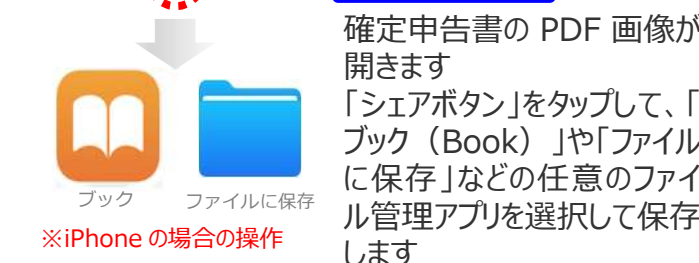 確定申告書の PDF 画像が
開きます
「シェアボタン」をタップして、「
ブック（Book）」や「ファイル
に保存」などの任意のファイ
ル管理アプリを選択して保存
します
ブック
ファイルに保存
※iPhone の場合の操作